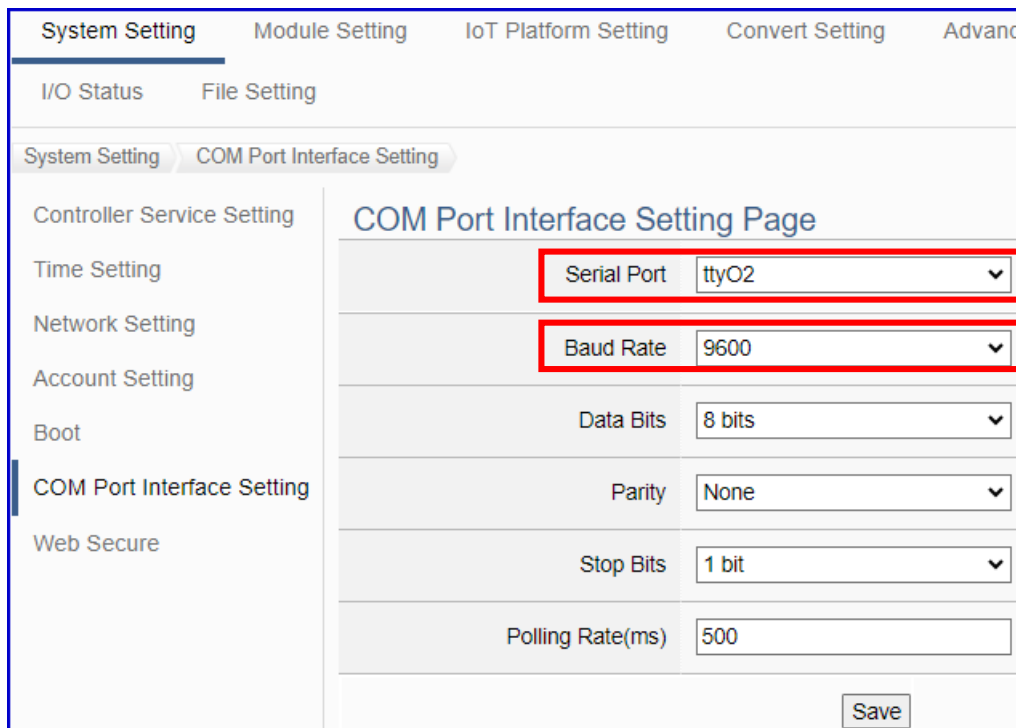 System Setting Module Setting IoT Platform Setting Convert Setting Advanc
I/O Status File Setting
System Setting COM Port Interface Setting
Controller Service Setting
Time Setting
Network Setting
Account Setting
Boot
COM Port Interface Setting
Web Secure
COM Port Interface Setting Page
Serial Port ttyO2
Baud Rate 9600
Data Bits 8 bits
Parity None
Stop Bits 1 bit
Polling Rate(ms) 500
Save